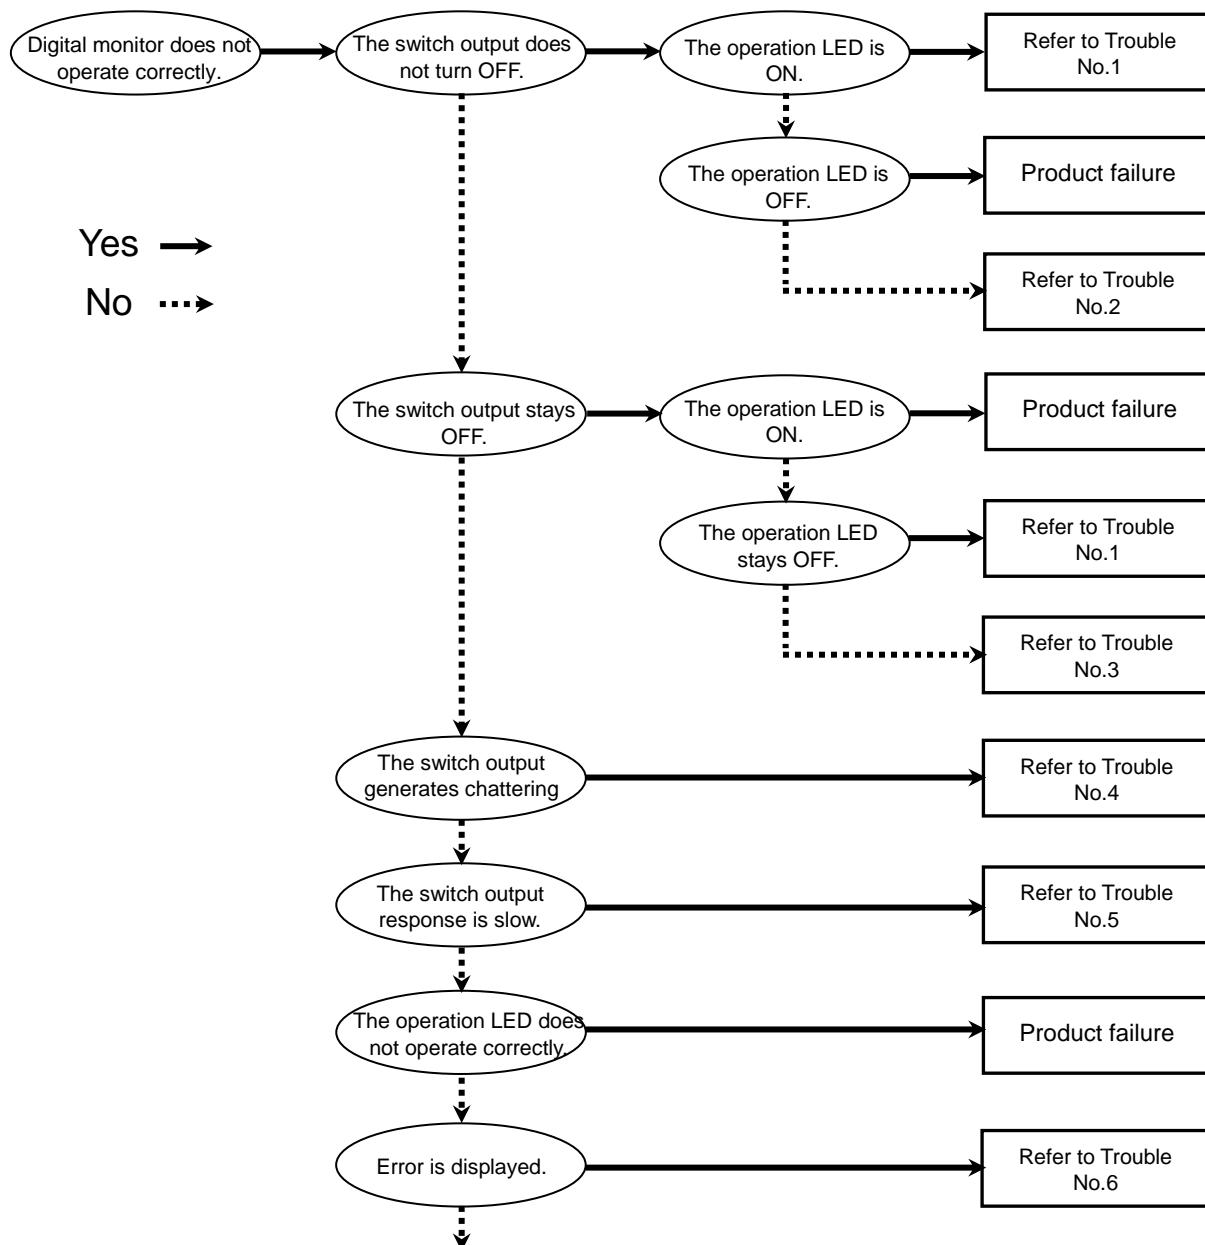 Digital monitor does not
operate correctly.
The switch output does
not turn OFF.
The operation LED is
ON.
Refer to Trouble
No.1
The operation LED is
OFF.
Product failure
Yes
No
Refer to Trouble
No.2
The switch output stays
OFF.
The operation LED is
ON.
Product failure
The operation LED
stays OFF.
Refer to Trouble
No.1
Refer to Trouble
No.3
The switch output
generates chattering
Refer to Trouble
No.4
The switch output
response is slow.
Refer to Trouble
No.5
The operation LED does
not operate correctly.
Product failure
Error is displayed.
Refer to Trouble
No.6